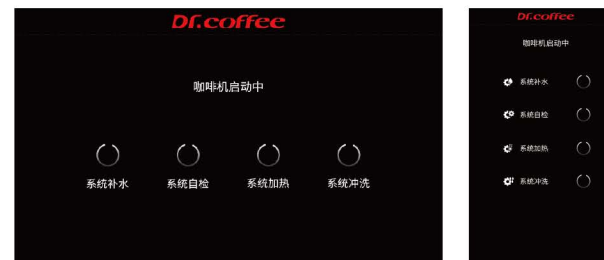 Dr.coffee
咖啡机启动中
系统补水 系统自检 系统加热 系统冲洗
Dr.coffee
咖啡机启动中
系统补水
系统自检
系统加热
系统冲洗